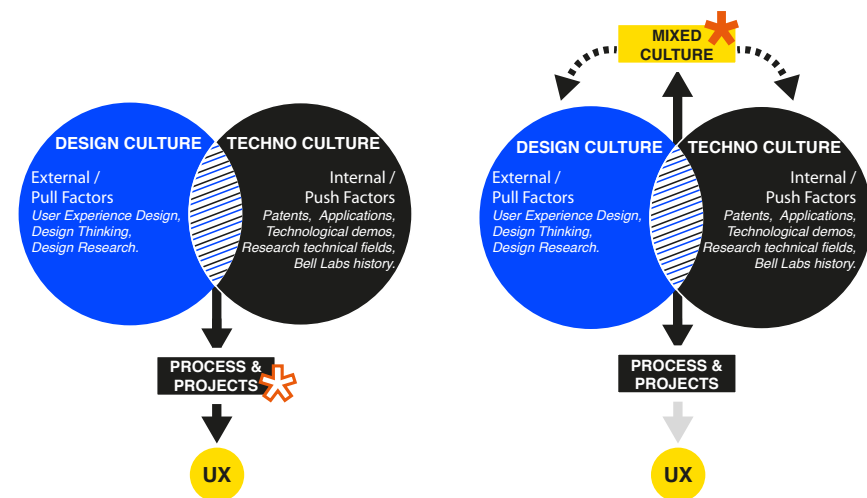 DESIGN CULTURE
External /
Pull Factors
User Experience Design,
Design Thinking,
Design Research.
TECHNO CULTURE
Internal /
Push Factors
Patents, Applications,
Technological demos,
Research technical fields,
Bell Labs history.
PROCESS &
PROJECTS
UX
MIXED
CULTURE
DESIGN CULTURE
External /
Pull Factors
User Experience Design,
Design Thinking,
Design Research.
TECHNO CULTURE
Internal /
Push Factors
Patents, Applications,
Technological demos,
Research technical fields,
Bell Labs history.
PROCESS &
PROJECTS
UX